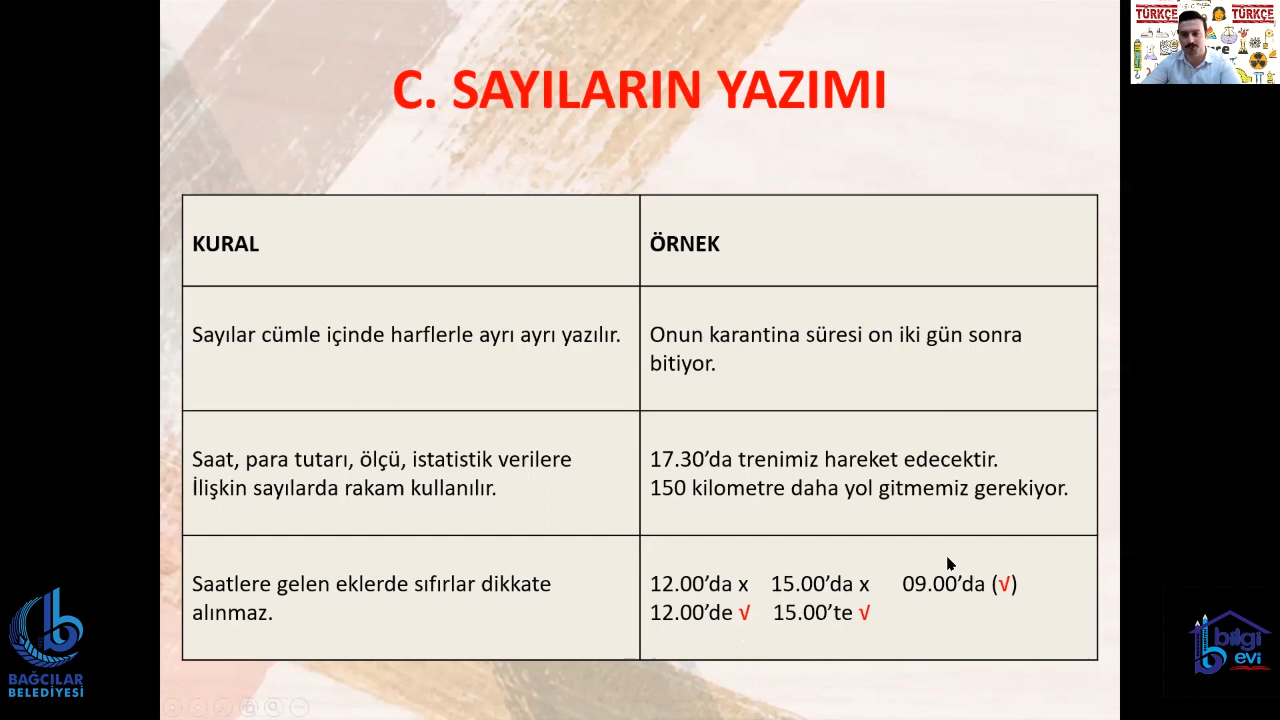 C. SAYILARIN YAZIMI
KURAL
ÖRNEK
Sayılar cümle içinde harflerle ayrı ayrı yazılır.
Onun karantina süresi on iki gün sonra
bitiyor.
Saat, para tutarı, ölçü, istatistik verilere
İlişkin sayılarda rakam kullanılır.
17.30’da trenimiz hareket edecektir.
150 kilometre daha yol gitmemiz gerekiyor.
Saatlere gelen eklerde sıfırlar dikkate
alınmaz.
12.00’da x 15.00’da x 09.00’da (√)
12.00’de √ 15.00’te √
TÜRKÇE
TÜRKÇE
BAĞCILAR
BELEDİYESİ
bilgi
evi